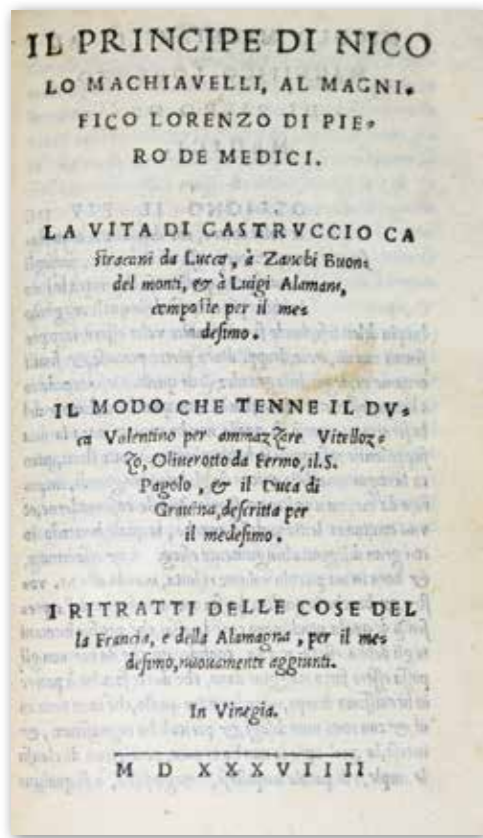 IL PRINCIPE DI NICO
LO MACHIAVELLI, AL MAGNI-
FICO LORENZO DI PIE-
RO DE MEDICI.
LA VITA DI CASTRVCCIO CA
stracani da Lucca, à Zanobi Buon
del monti, & à Luigi Alamani,
composte per il me-
desimo.
IL MODO CHE TENNE IL DV-
ca Valentino per ammazzare Vitelloz-
zo, Oliverotto da Fermo, il S.
Pagolo, & il Duca di
Gravina, descritta per
il medesimo.
I RITRATTI DELLE COSE DEL
la Francia, e della Alamagna, per il me-
desimo, nuovamente aggiunti.
In Vinegia.
M D XXXVIIII